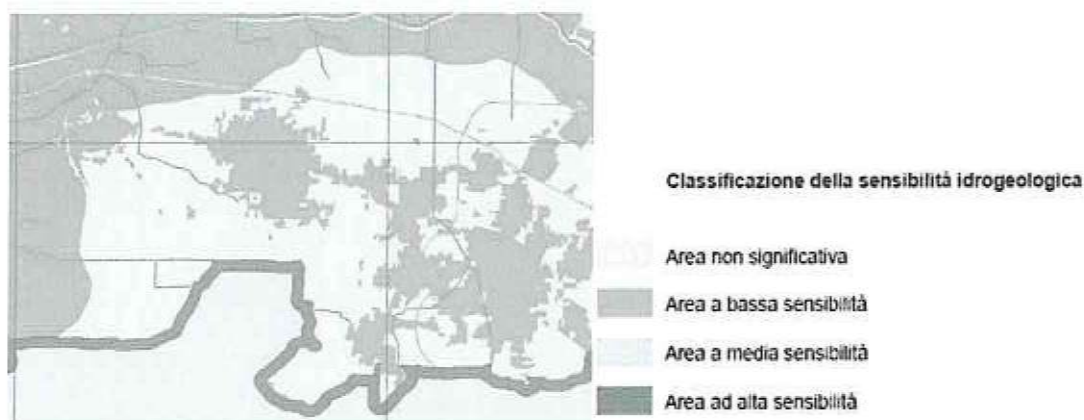 Classificazione della sensibilità idrogeologica
Area non significativa
Area a bassa sensibilità
Area a media sensibilità
Area ad alta sensibilità